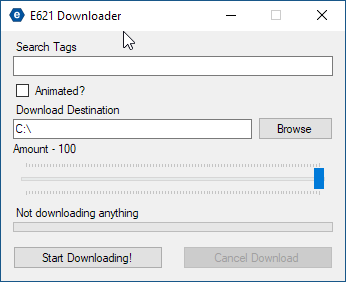 e E621 Downloader
Search Tags
Animated?
Download Destination
C:\ Browse
Amount - 100
Not downloading anything
Start Downloading! Cancel Download